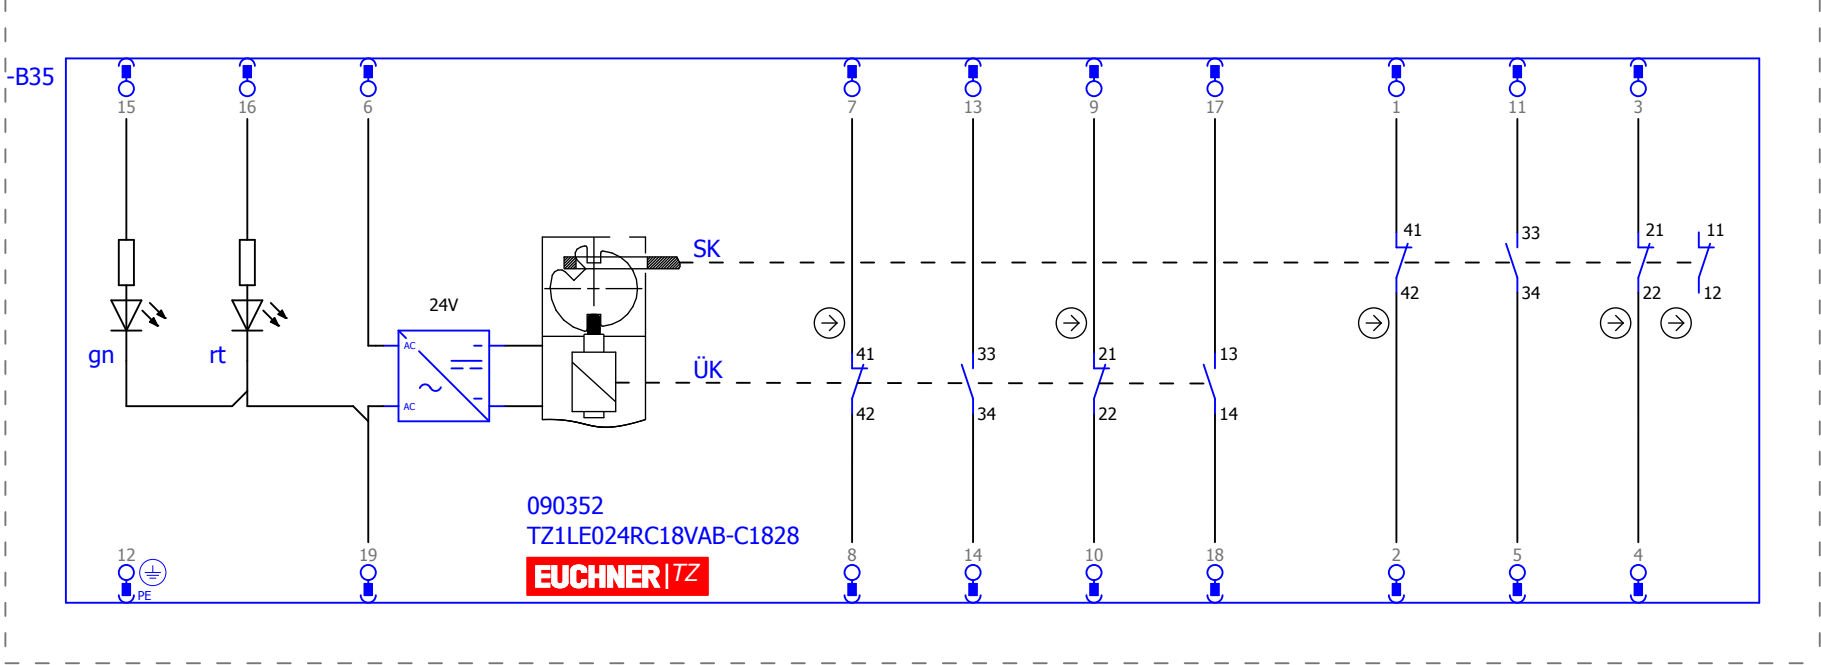 -B35
15 16 6 7 13 9 17 1 11 3
SK
41 33 21 11
42 34 22 12
24V
gn rt
AC
AC
ÜK
41 33 21 13
42 34 22 14
090352
TZ1LE024RC18VAB-C1828
EUCHNER|TZ
12 19 8 14 10 18 2 5 4
PE